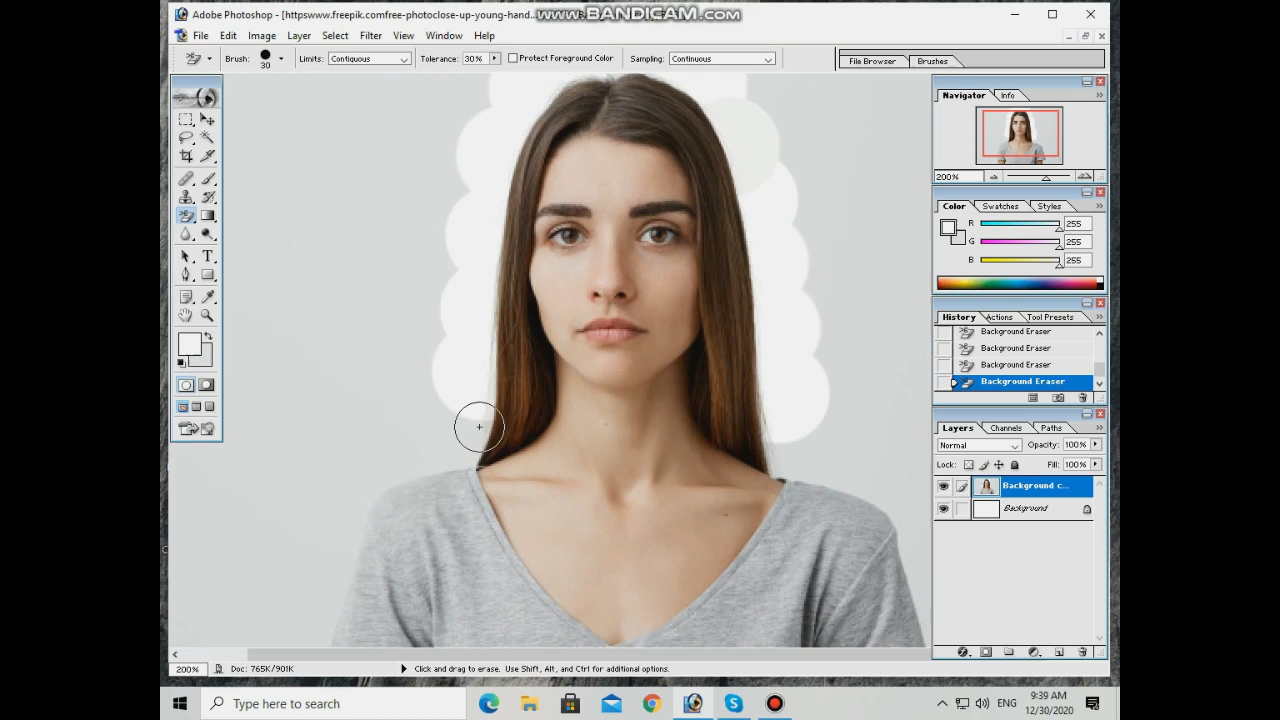 Adobe Photoshop - [httpswww.freepik.comfree-photoclose-up-young-hand...
www.BANDICAM.com
File Edit Image Layer Select Filter View Window Help
Brush: 30 Limits: Contiguous Tolerance: 30% Protect Foreground Color Sampling: Continuous
File Browser Brushes
Navigator Info
200%
Color Swatches Styles
R 255
G 255
B 255
History Actions Tool Presets
Background Eraser
Background Eraser
Background Eraser
Background Eraser
Layers Channels Paths
Normal Opacity: 100%
Lock: Fill: 100%
Background c...
Background
200% Doc: 765K/901K Click and drag to erase. Use Shift, Alt, and Ctrl for additional options.
Type here to search
ENG
9:39 AM
12/30/2020